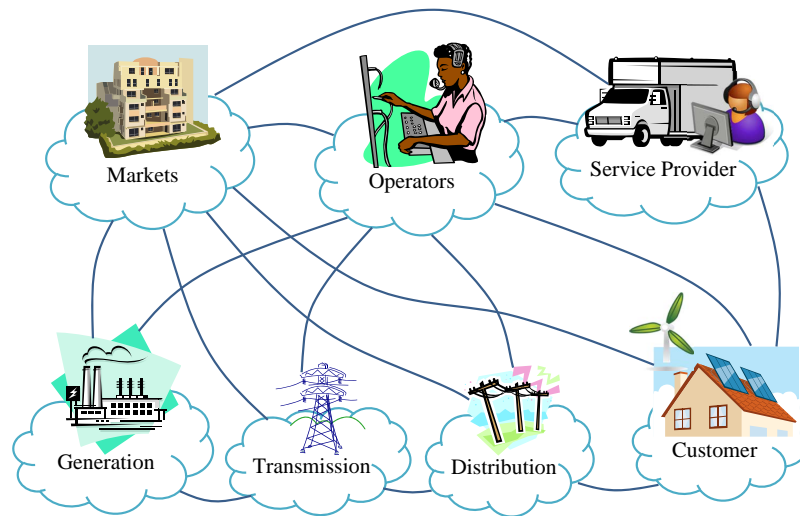 Markets
Operators
Service Provider
Generation
Transmission
Distribution
Customer